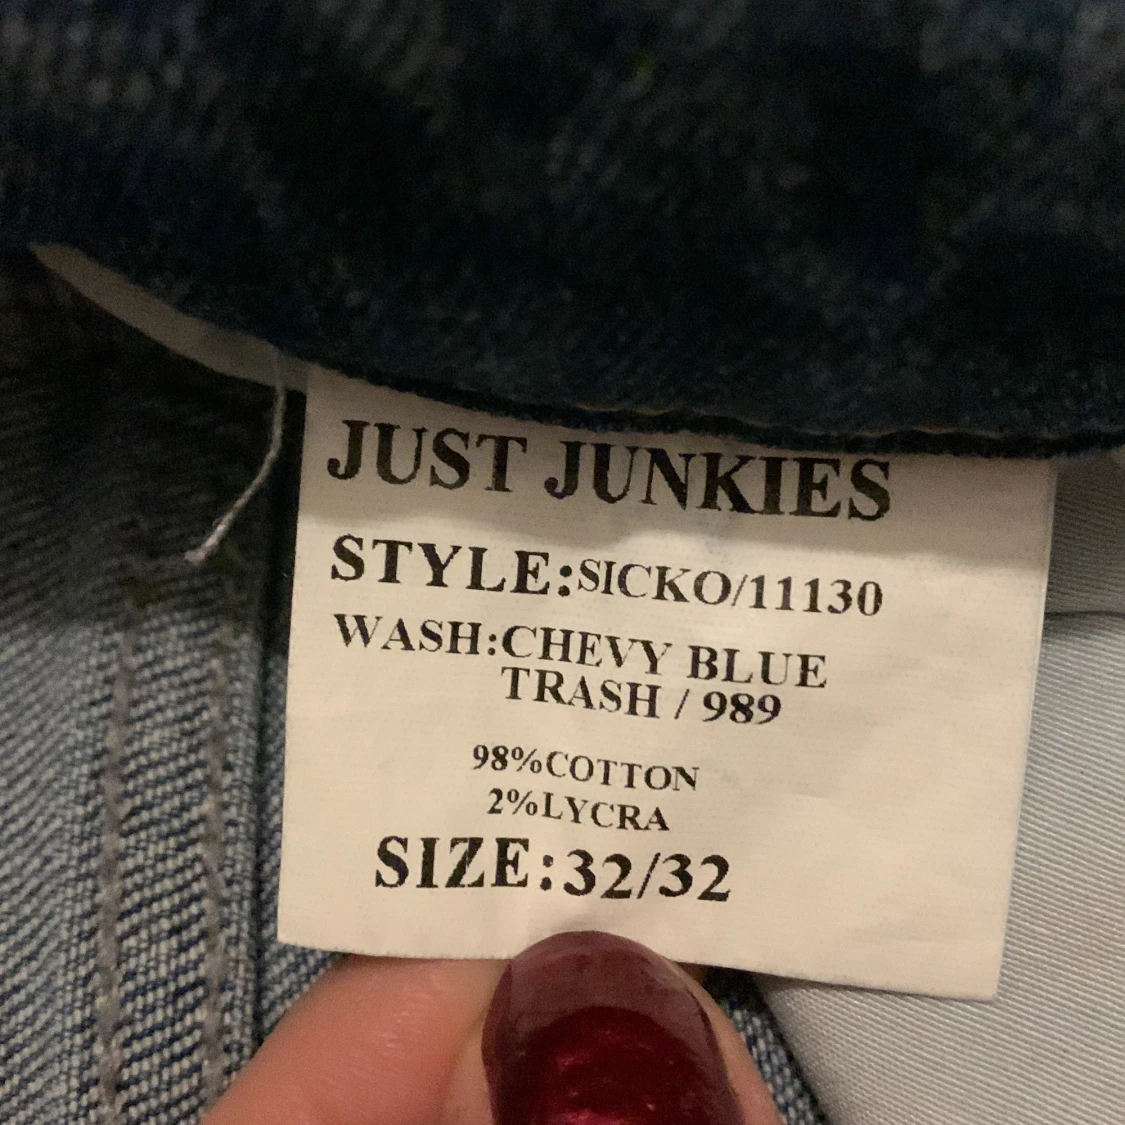 JUST JUNKIES
STYLE:SICKO/11130
WASH:CHEVY BLUE
TRASH / 989
98%COTTON
2%LYCRA
SIZE:32/32